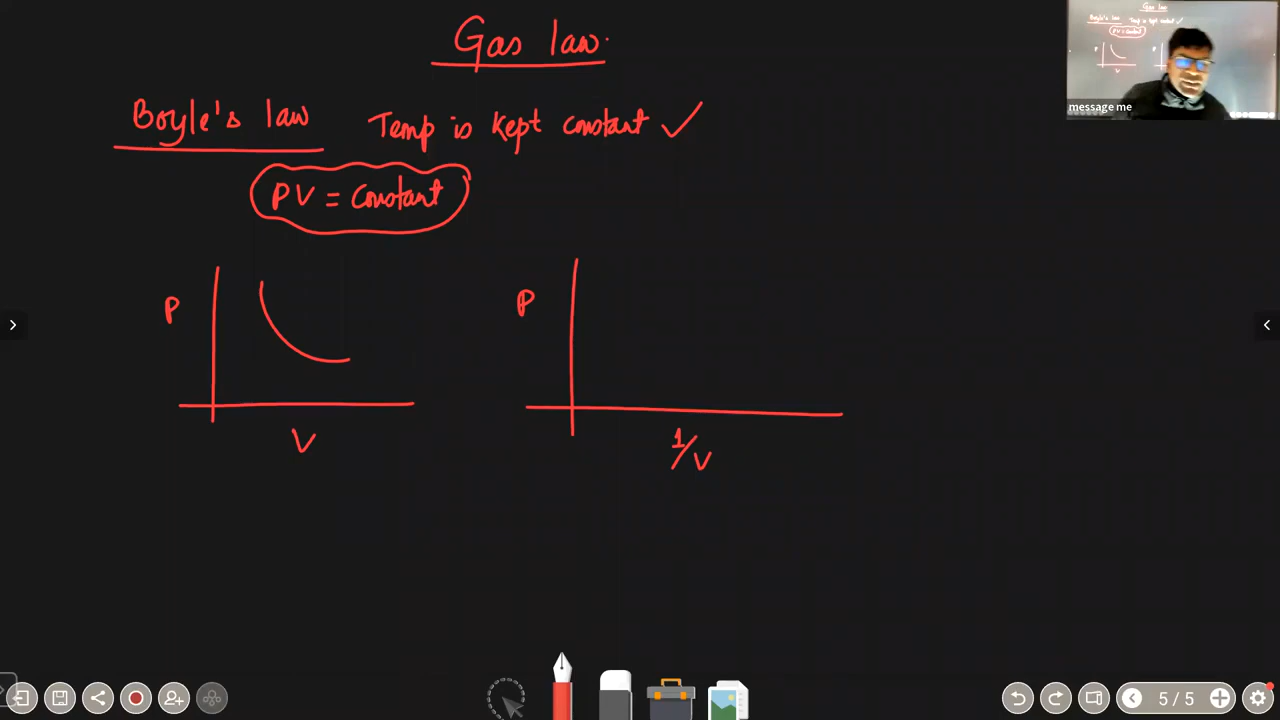 Gas law.
Boyle's law Temp is kept constant ✓
PV = Constant
P
V
P
1/V
message me
5 / 5